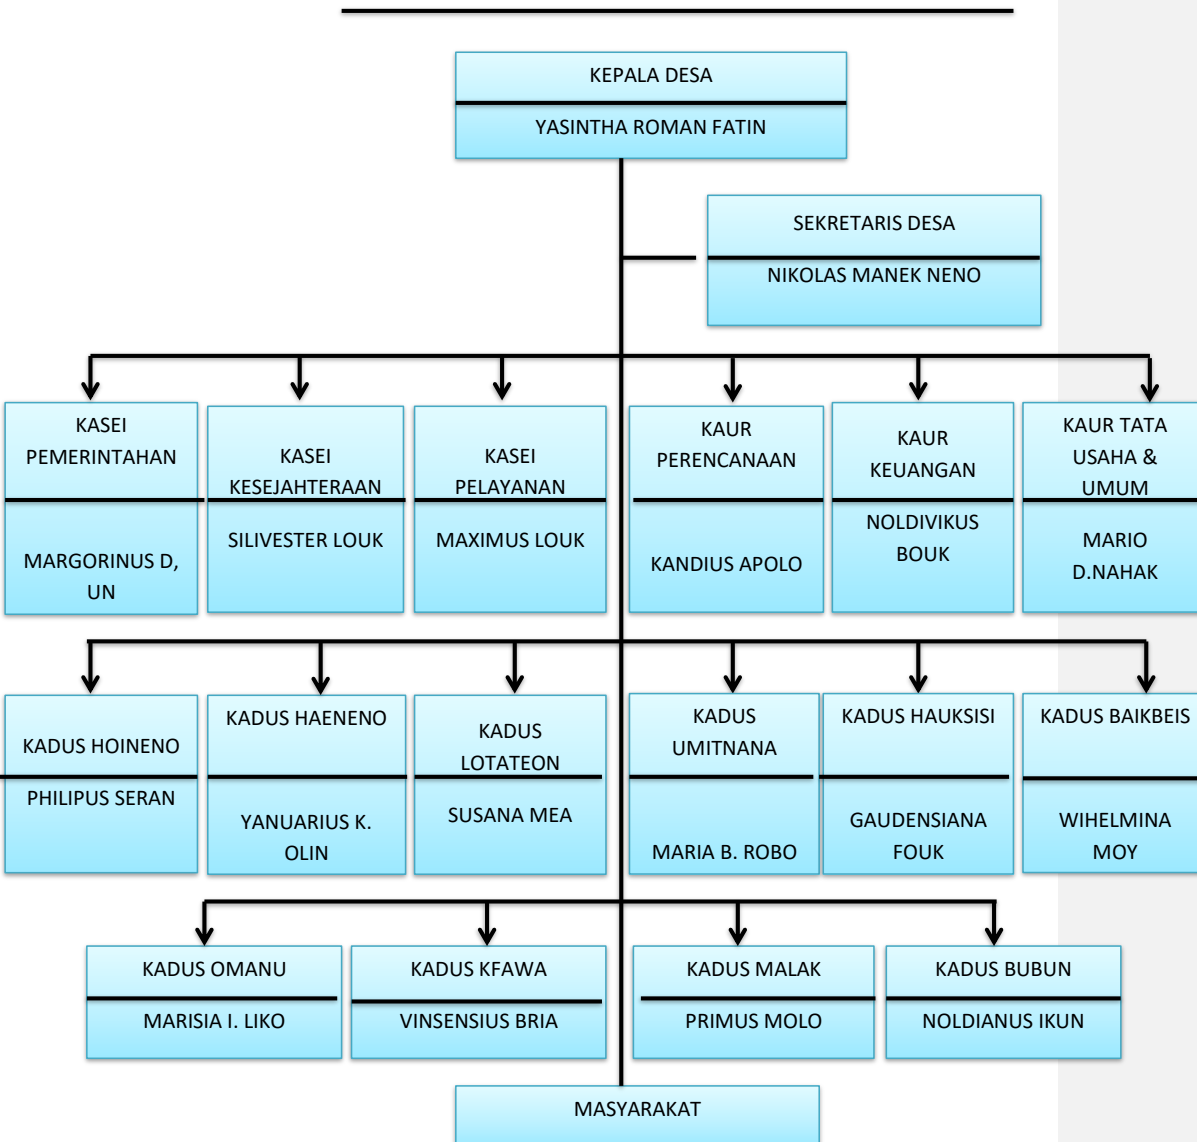 KEPALA DESA
YASINTHA ROMAN FATIN
SEKRETARIS DESA
NIKOLAS MANEK NENO
KASEI
PEMERINTAHAN
MARGORINUS D,
UN
KASEI
KESEJAHTERAAN
SILIVESTER LOUK
KASEI
PELAYANAN
MAXIMUS LOUK
KAUR
PERENCANAAN
KANDIUS APOLO
KAUR
KEUANGAN
NOLDIVIKUS
BOUK
KAUR TATA
USAHA &
UMUM
MARIO
D.NAHAK
KADUS HOINENO
PHILIPUS SERAN
KADUS HAENENO
YANUARIUS K.
OLIN
KADUS
LOTATEON
SUSANA MEA
KADUS
UMITNANA
MARIA B. ROBO
KADUS HAUKSISI
GAUDENSIANA
FOUK
KADUS BAIKBEIS
WIHELMINA
MOY
KADUS OMANU
MARISIA I. LIKO
KADUS KFAWA
VINSENSIUS BRIA
KADUS MALAK
PRIMUS MOLO
KADUS BUBUN
NOLDIANUS IKUN
MASYARAKAT